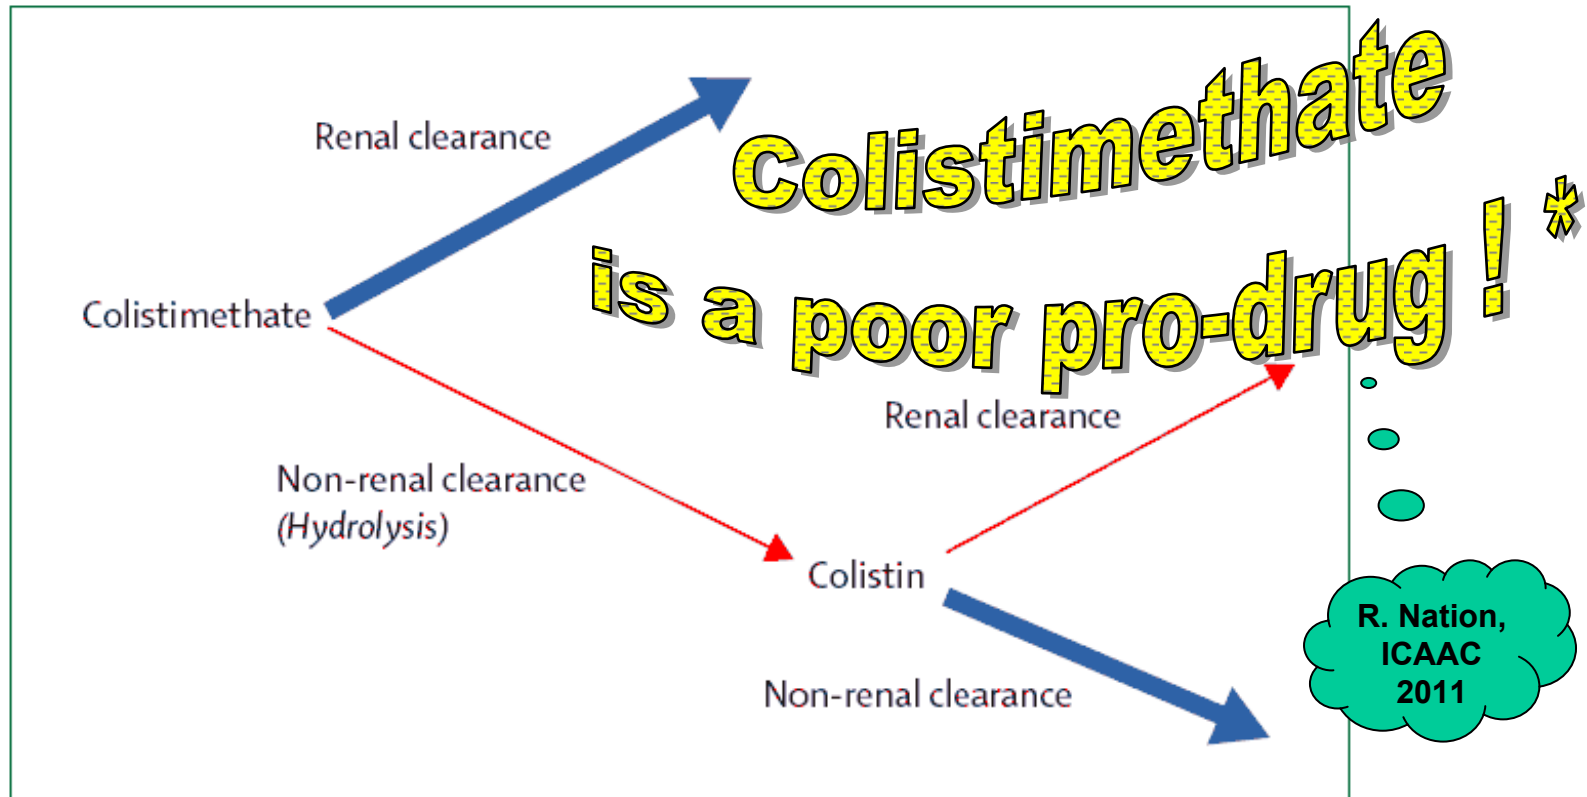 Colistimethate
is a poor pro-drug ! *
Renal clearance
Colistimethate
Renal clearance
Non-renal clearance
(Hydrolysis)
Colistin
Non-renal clearance
R. Nation,
ICAAC
2011